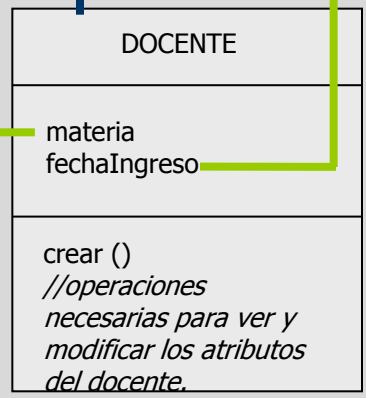 DOCENTE
materia
fechaIngreso
crear ()
//operaciones
necesarias para ver y
modificar los atributos
del docente.